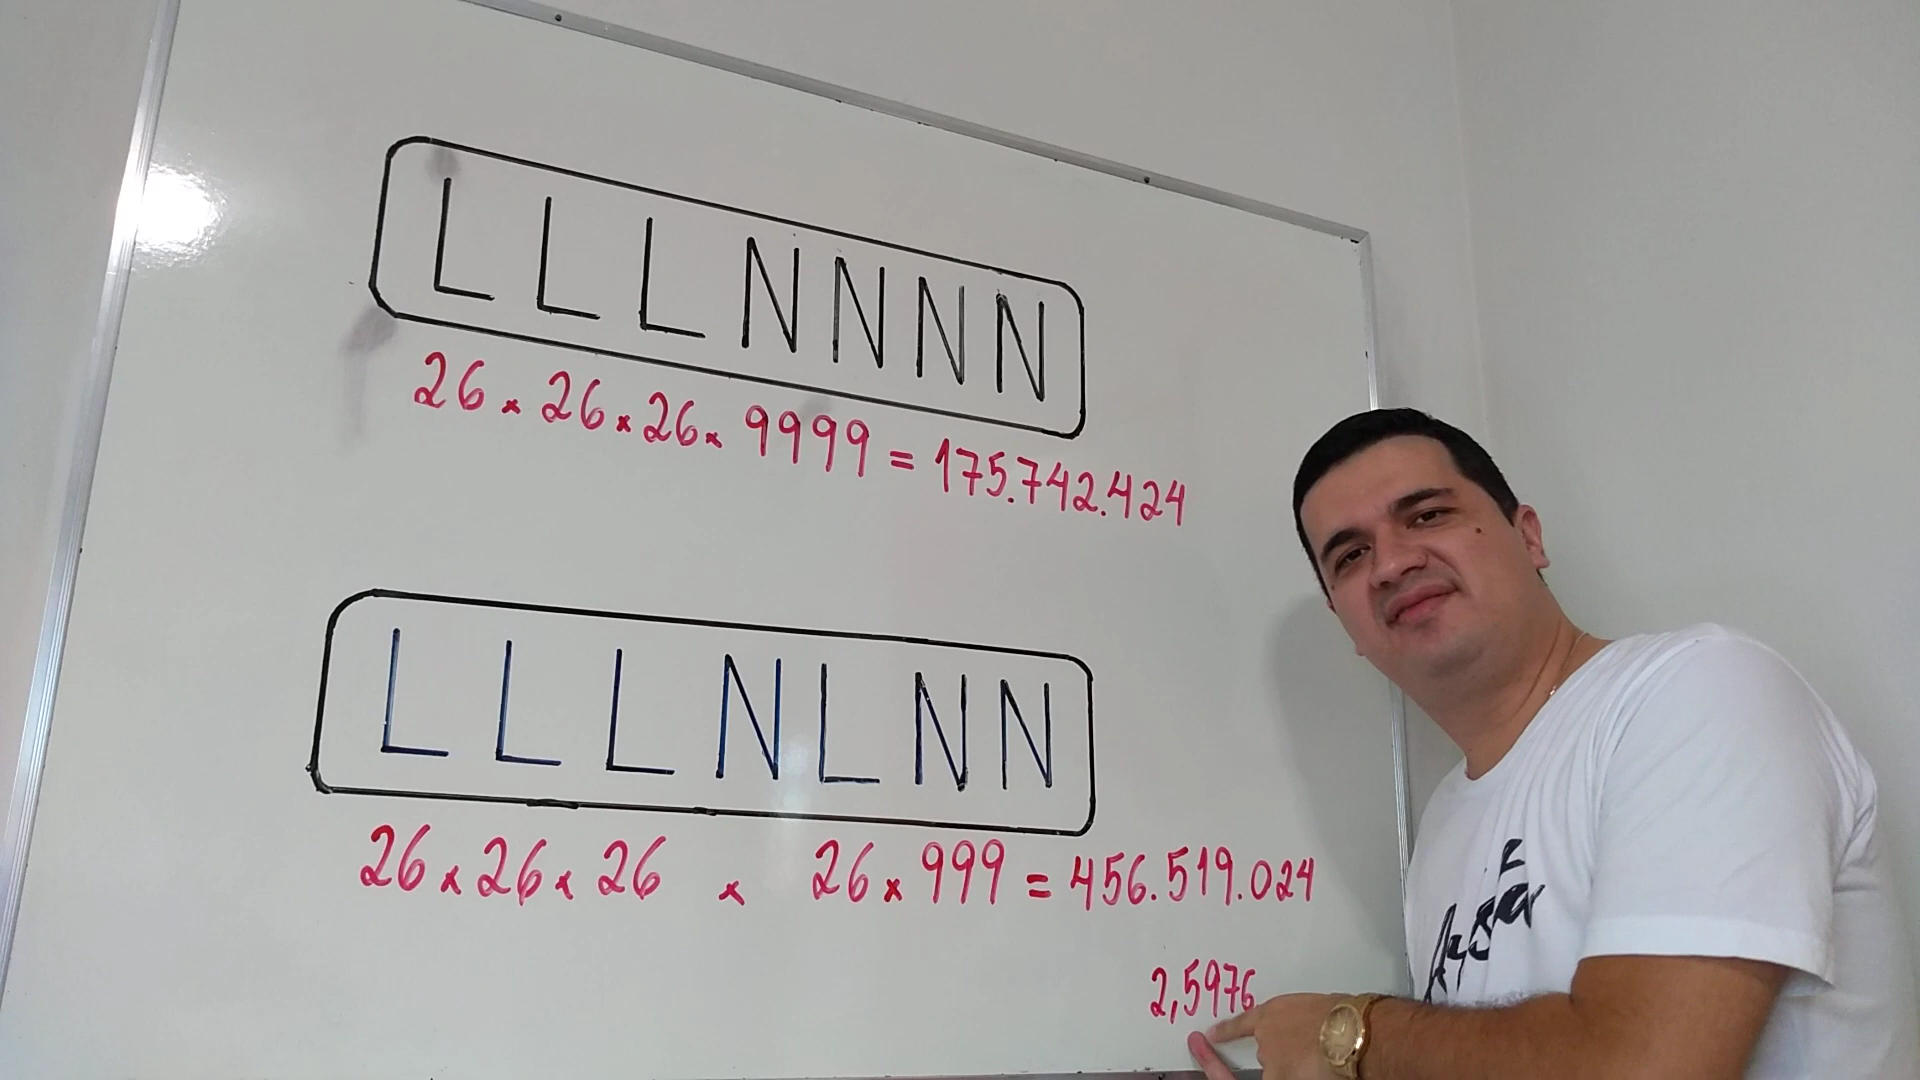 LLLNNNN
26 × 26 × 26 × 9999 = 175.742.424
LLLNLNN
26 × 26 × 26 × 26 × 999 = 456.519.024
2,5976